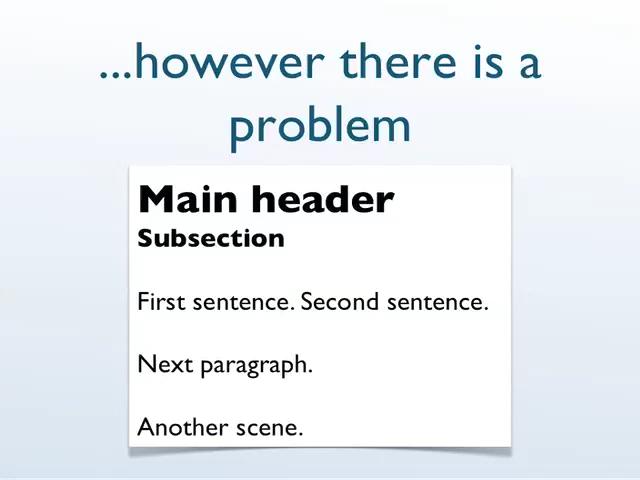 ...however there is a
problem
Main header
Subsection
First sentence. Second sentence.
Next paragraph.
Another scene.